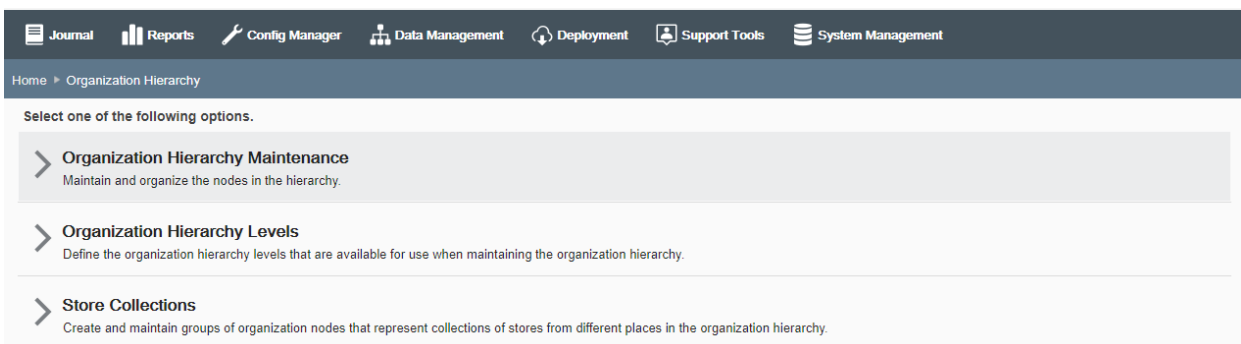 Journal Reports Config Manager Data Management Deployment Support Tools System Management
Home Organization Hierarchy
Select one of the following options.
Organization Hierarchy Maintenance
Maintain and organize the nodes in the hierarchy.
Organization Hierarchy Levels
Define the organization hierarchy levels that are available for use when maintaining the organization hierarchy.
Store Collections
Create and maintain groups of organization nodes that represent collections of stores from different places in the organization hierarchy.